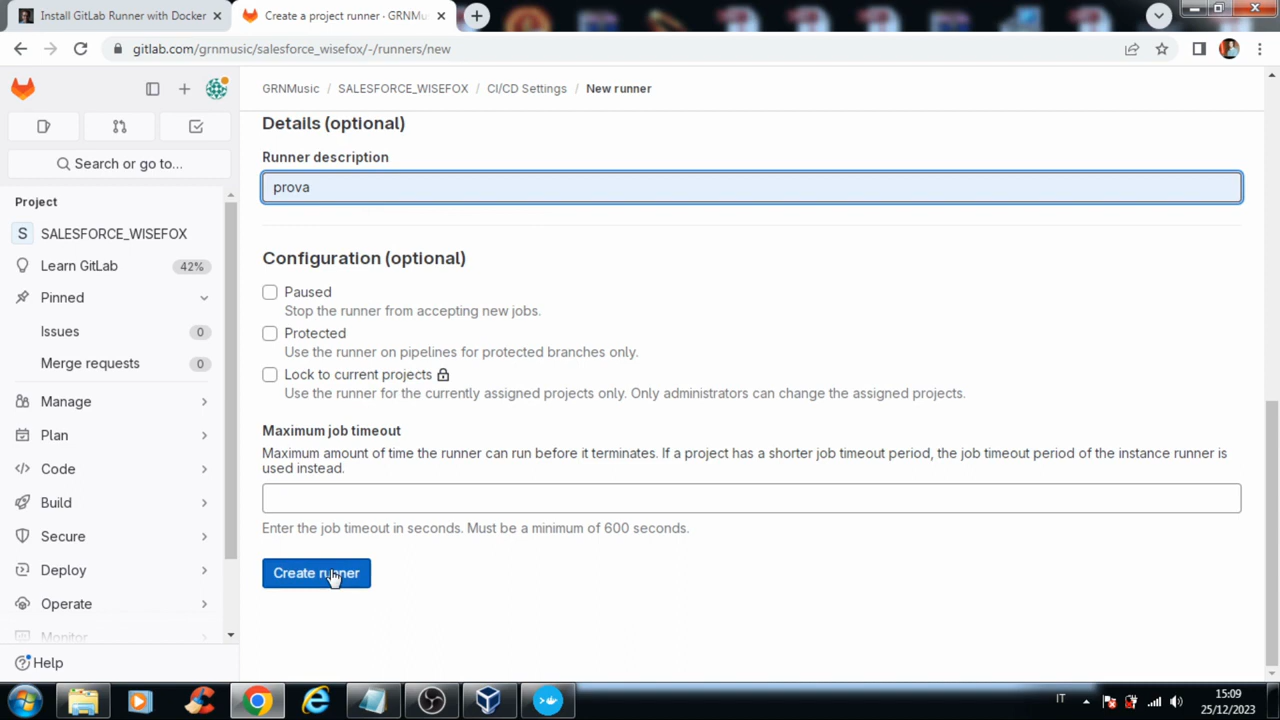 Install GitLab Runner with Docker
Create a project runner · GRNMu
gitlab.com/grnmusic/salesforce_wisefox/-/runners/new
GRNMusic / SALESFORCE_WISEFOX / CI/CD Settings / New runner
Search or go to...
Project
S SALESFORCE_WISEFOX
Learn GitLab 42%
Pinned
Issues 0
Merge requests 0
Manage
Plan
Code
Build
Secure
Deploy
Operate
Monitor
Help
Details (optional)
Runner description
prova
Configuration (optional)
Paused
Stop the runner from accepting new jobs.
Protected
Use the runner on pipelines for protected branches only.
Lock to current projects
Use the runner for the currently assigned projects only. Only administrators can change the assigned projects.
Maximum job timeout
Maximum amount of time the runner can run before it terminates. If a project has a shorter job timeout period, the job timeout period of the instance runner is
used instead.
Enter the job timeout in seconds. Must be a minimum of 600 seconds.
Create runner
IT
15:09
25/12/2023